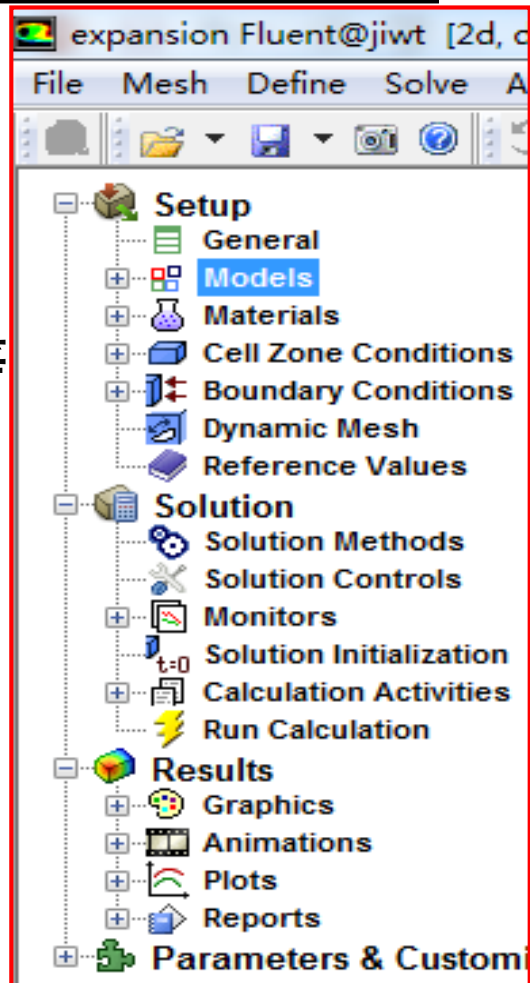 expansion Fluent@jiwt [2d, d
File Mesh Define Solve A
Setup
General
Models
Materials
Cell Zone Conditions
Boundary Conditions
Dynamic Mesh
Reference Values
Solution
Solution Methods
Solution Controls
Monitors
t=0 Solution Initialization
Calculation Activities
Run Calculation
Results
Graphics
Animations
Plots
Reports
Parameters & Customi